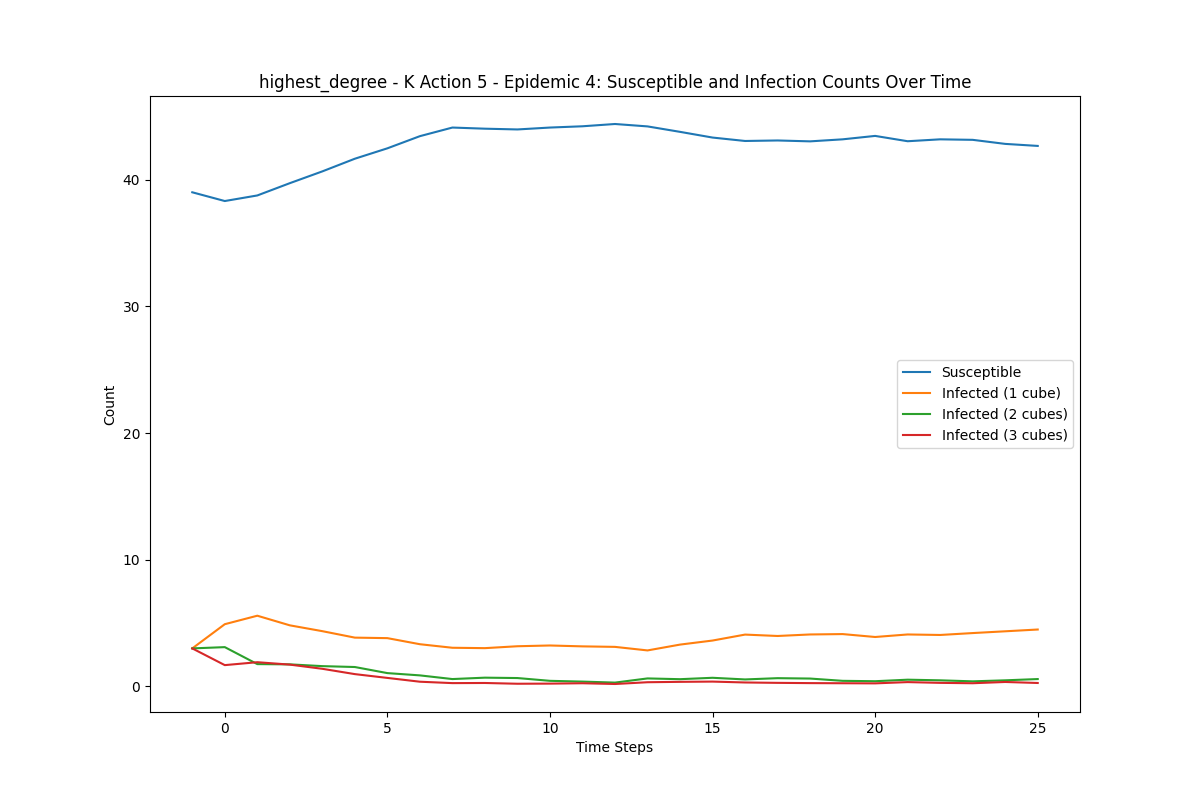 highest_degree - K Action 5 - Epidemic 4: Susceptible and Infection Counts Over Time
40
30
20
10
0
Count
Susceptible
Infected (1 cube)
Infected (2 cubes)
Infected (3 cubes)
0 5 10 15 20 25
Time Steps